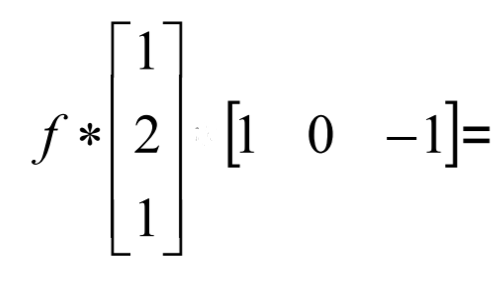 f * [1 2 1] [1 0 −1] =